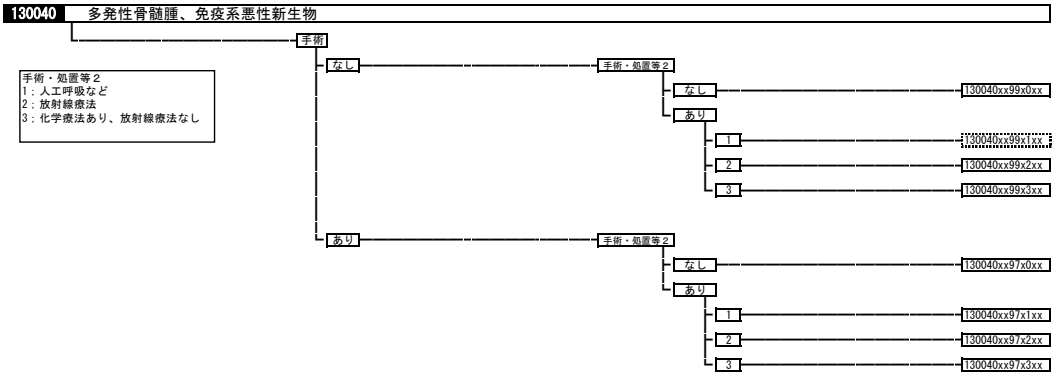 130040 多発性骨髄腫、免疫系悪性新生物
手術
なし 手術・処置等２
手術・処置等２
1；人工呼吸など
2；放射線療法
3；化学療法あり、放射線療法なし
なし 130040xx99x0xx
あり
1 130040xx99x1xx
2 130040xx99x2xx
3 130040xx99x3xx
あり 手術・処置等２
なし 130040xx97x0xx
あり
1 130040xx97x1xx
2 130040xx97x2xx
3 130040xx97x3xx